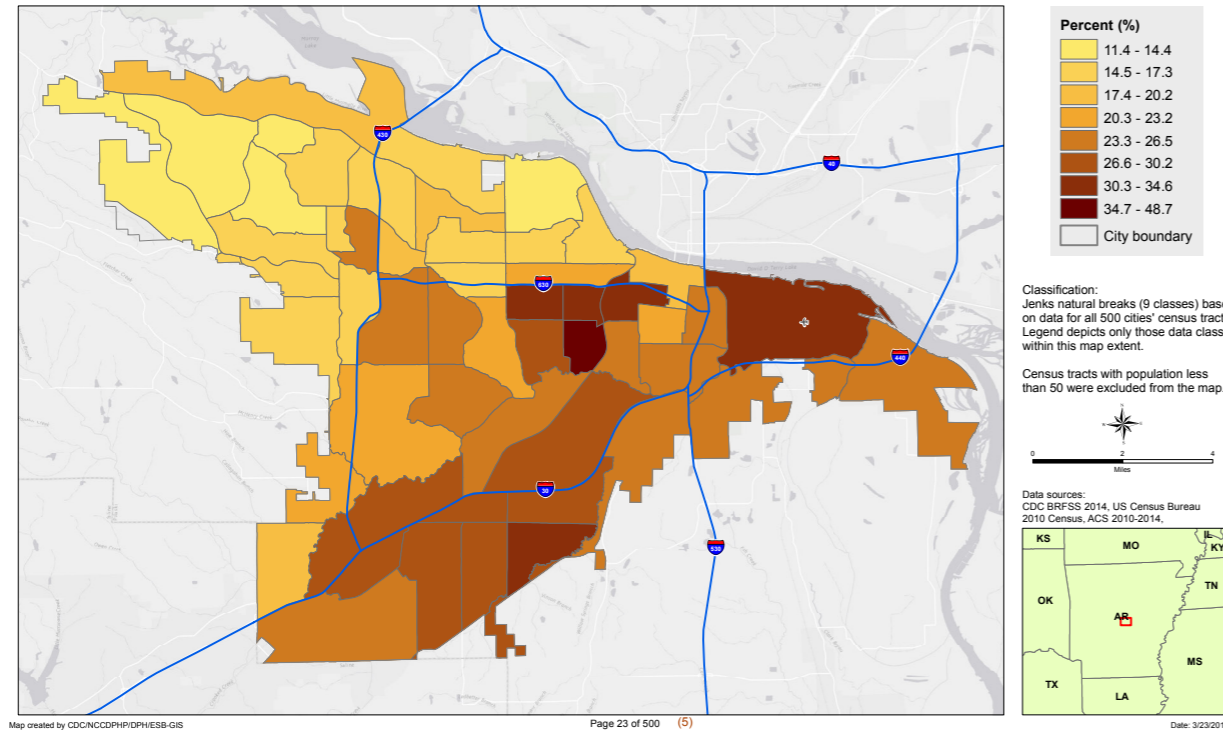 Percent (%)
11.4 - 14.4
14.5 - 17.3
17.4 - 20.2
20.3 - 23.2
23.3 - 26.5
26.6 - 30.2
30.3 - 34.6
34.7 - 48.7
City boundary
430
40
630
440
30
530
Classification:
Jenks natural breaks (9 classes) base
on data for all 500 cities' census tract
Legend depicts only those data class
within this map extent.
Census tracts with population less
than 50 were excluded from the map
0 2 4
Miles
Data sources:
CDC BRFSS 2014, US Census Bureau
2010 Census, ACS 2010-2014,
KS
MO
IL
KY
OK
AR
TN
TX
LA
MS
Map created by CDC/NCCDPHP/DPH/ESB-GIS
Page 23 of 500 (5)
Date: 3/23/201